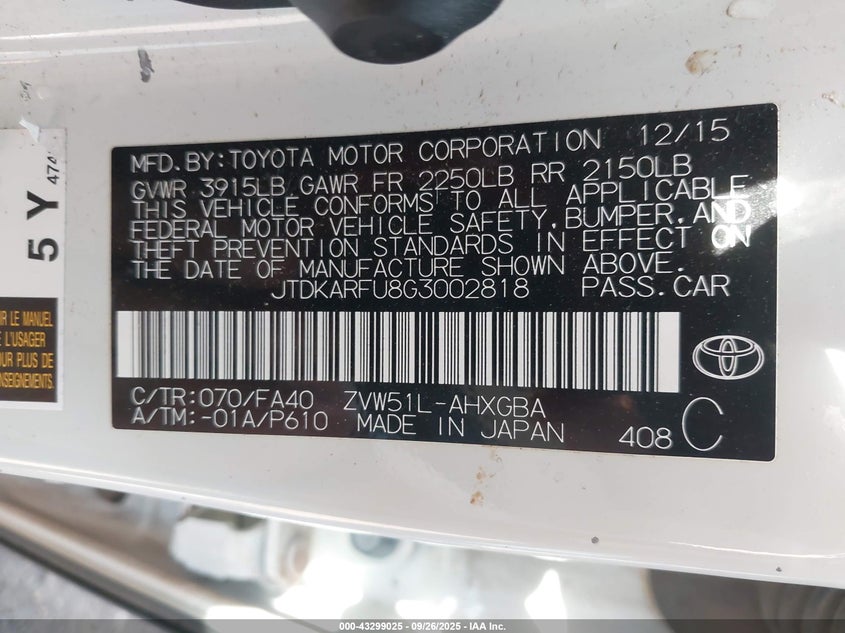 MFD. BY: TOYOTA MOTOR CORPORATION 12/15
GVWR 3915LB GAWR FR 2250LB RR 2150LB
THIS VEHICLE CONFORMS TO ALL APPLICABLE
FEDERAL MOTOR VEHICLE SAFETY, BUMPER, AND
THEFT PREVENTION STANDARDS IN EFFECT ON
THE DATE OF MANUFACTURE SHOWN ABOVE.
JTDKARFU8G3002818 PASS. CAR
C/TR: 070/FA40 ZVW51L-AHXGBA
A/TM: -01A/P610 MADE IN JAPAN
408 C
5 Y
IR LE MANUEL
L'USAGER
UR PLUS DE
NSEIGNEMENTS.
000-43299025 - 09/26/2025 - IAA Inc.